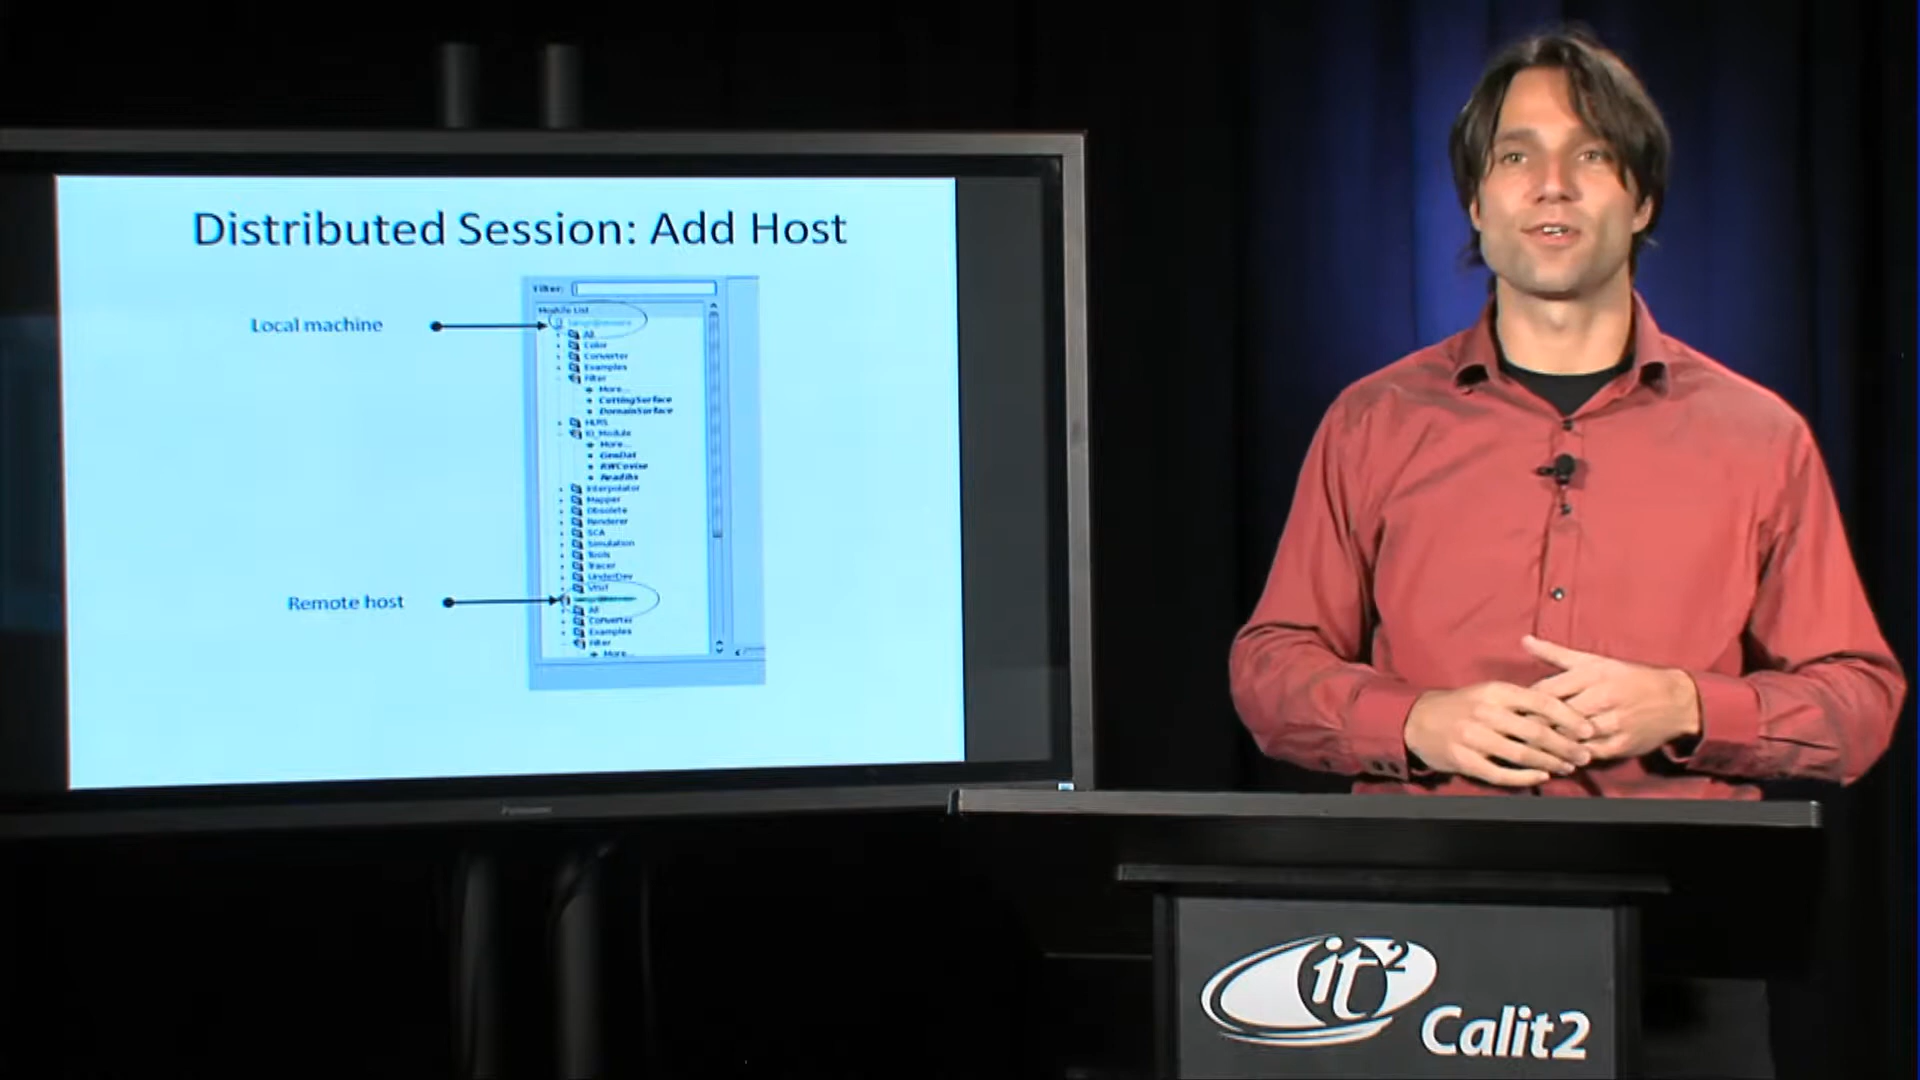 Distributed Session: Add Host
Filter:
Module List
Local machine
All
Color
Converter
Examples
Filter
More...
CuttingSurface
DomainSurface
HLRS
IO_Module
More...
GeoDat
RWCovise
ReadIbs
Interpolator
Mapper
Obsolete
Renderer
SCA
Simulation
Tools
Tracer
UnderDev
Visit
Remote host
All
Converter
Examples
Filter
More...
it2
Calit2